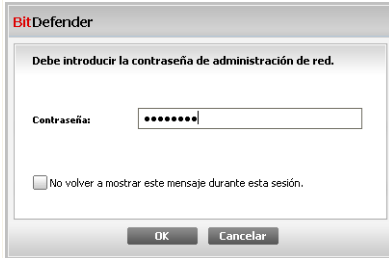 BitDefender
Debe introducir la contraseña de administración de red.
Contraseña:
No volver a mostrar este mensaje durante esta sesión.
OK Cancelar